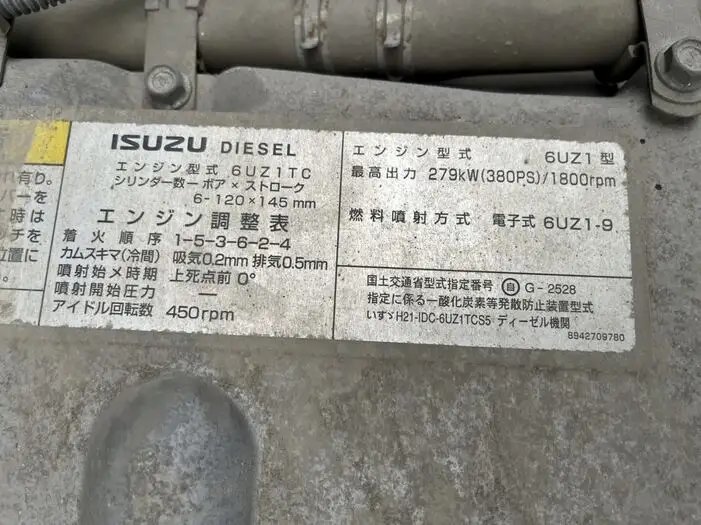 れ有り。
バーを
時は
ッチを
位置に
ISUZU DIESEL
エンジン型式 6UZ1TC
シリンダー数－ボア×ストローク
6-120×145mm
エンジン調整表
着火順序 1-5-3-6-2-4
カムスキマ(冷間) 吸気0.2mm 排気0.5mm
噴射始メ時期 上死点前 0°
噴射開始圧力 ―
アイドル回転数 450rpm
エンジン型式 6UZ1型
最高出力 279kW(380PS)/1800rpm
燃料噴射方式 電子式 6UZ1-9
国土交通省型式指定番号 自 G-2528
指定に係る一酸化炭素等発散防止装置型式
いすゞH21-IDC-6UZ1TCS5 ディーゼル機関
8942709780